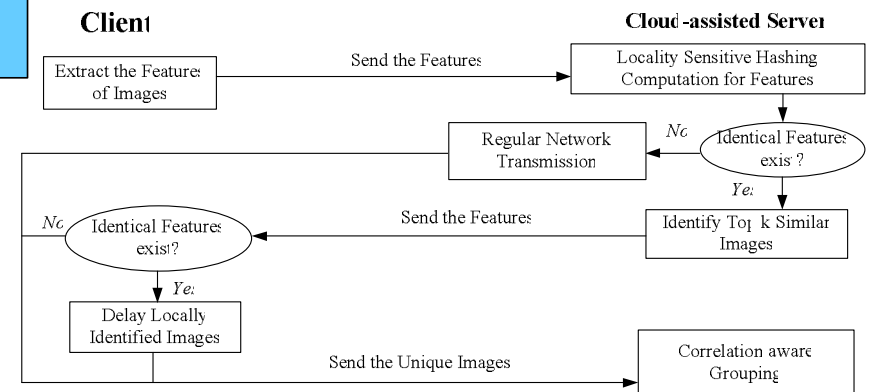 Client
Cloud-assisted Server
Send the Features
Extract the Features
of Images
Locality Sensitive Hashing
Computation for Features
No
Identical Features
exist?
Regular Network
Transmission
Yes
No
Identical Features
exist?
Send the Features
Identify Top k Similar
Images
Yes
Delay Locally
Identified Images
Send the Unique Images
Correlation aware
Grouping